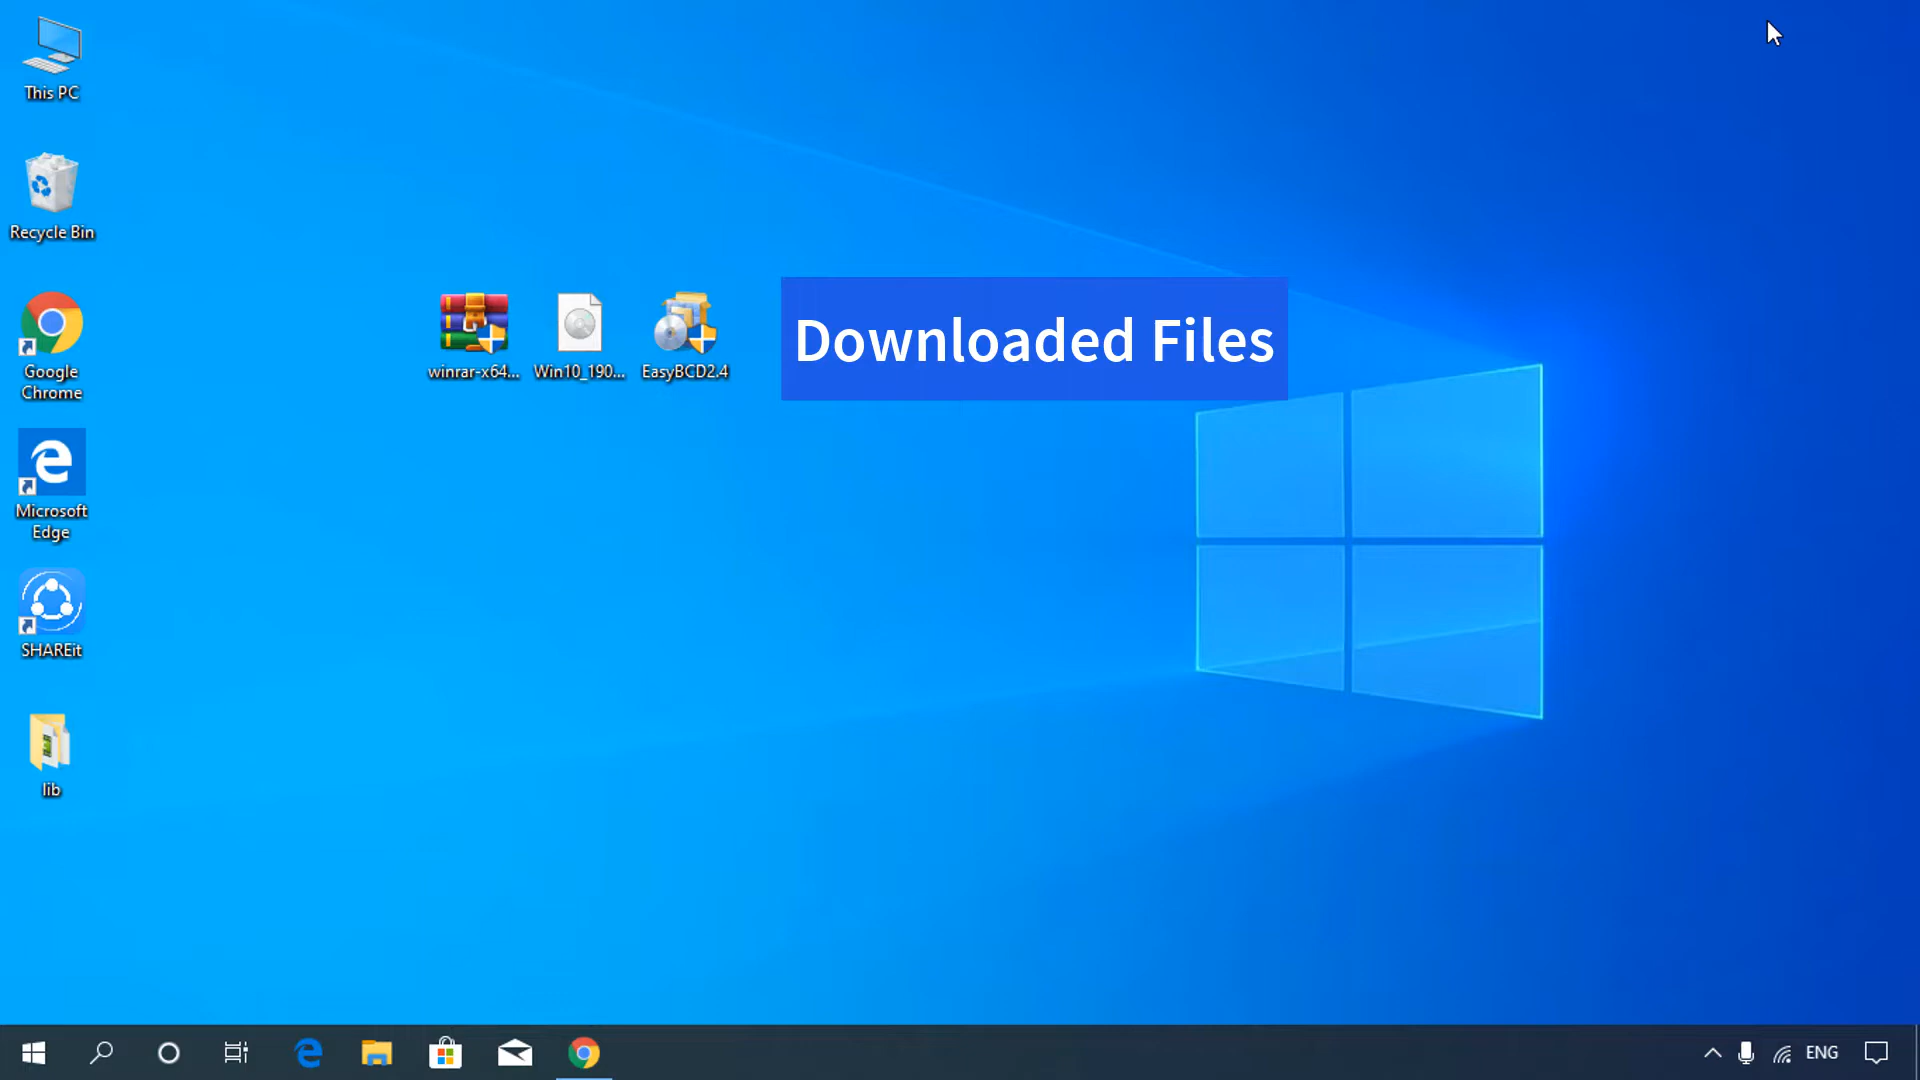 This PC
Recycle Bin
Google
Chrome
Microsoft
Edge
SHAREit
lib
winrar-x64...
Win10_190...
EasyBCD2.4
Downloaded Files
ENG